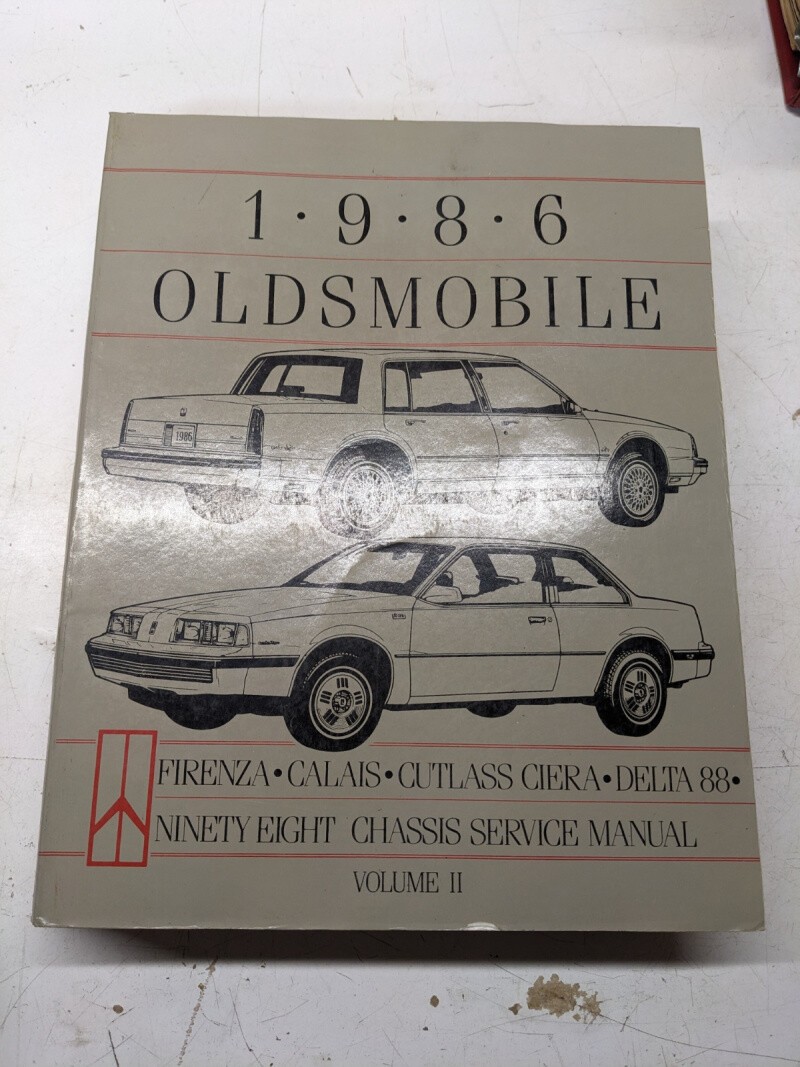 1·9·8·6
OLDSMOBILE
1986
FIRENZA•CALAIS•CUTLASS CIERA•DELTA 88•
NINETY EIGHT CHASSIS SERVICE MANUAL
VOLUME II